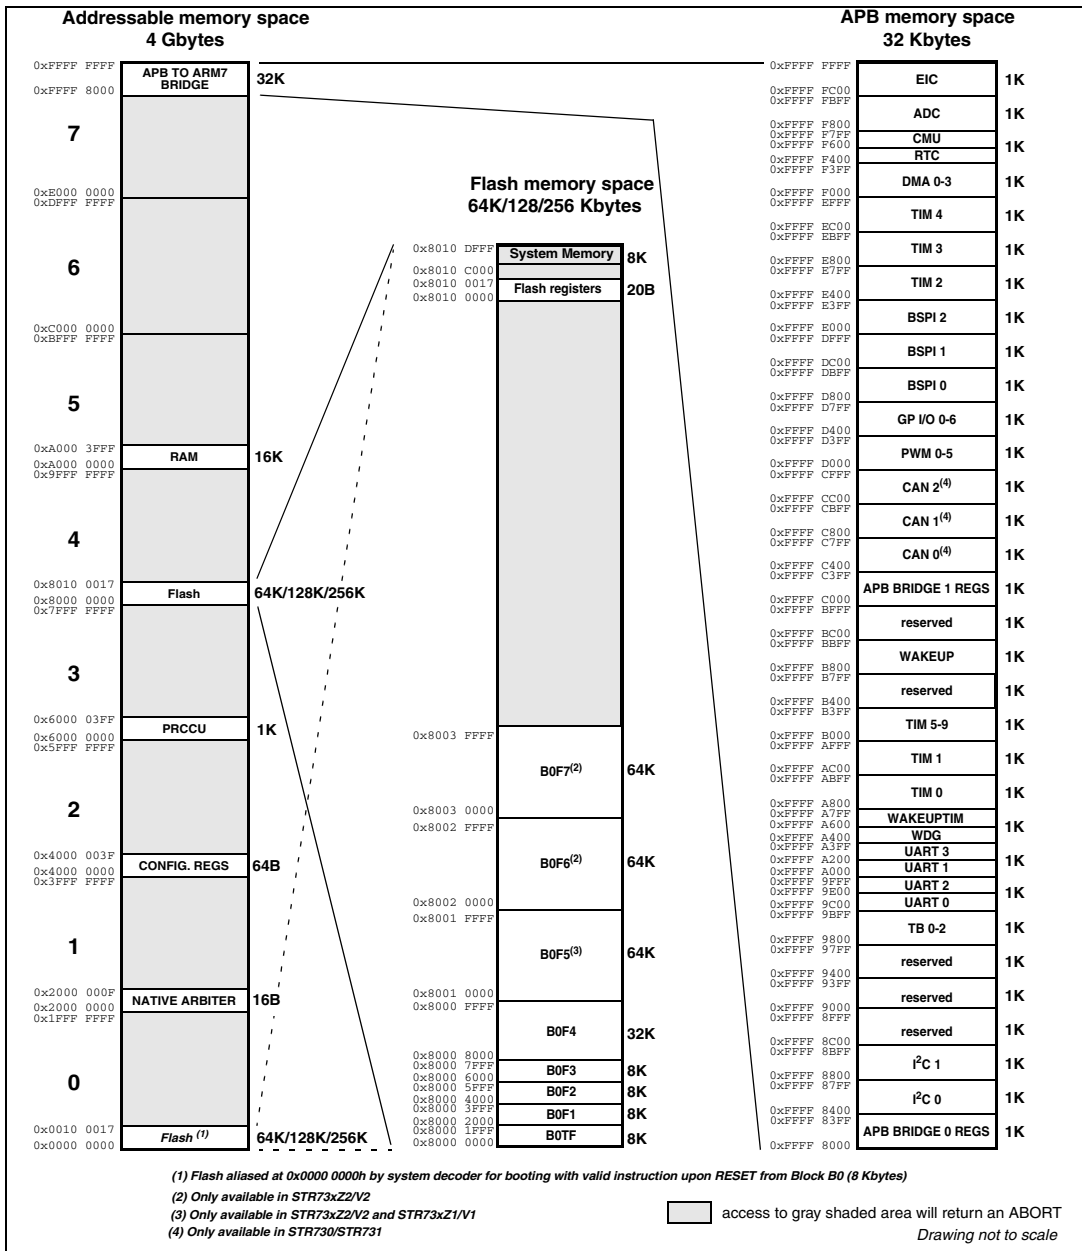 Addressable memory space
4 Gbytes
0xFFFF FFFF
APB TO ARM7
BRIDGE
32K
0xFFFF 8000
7
0xE000 0000
0xDFFF FFFF
6
0xC000 0000
0xBFFF FFFF
5
0xA000 3FFF
RAM
16K
0xA000 0000
0x9FFF FFFF
4
0x8010 0017
Flash
64K/128K/256K
0x8000 0000
0x7FFF FFFF
3
0x6000 03FF
PRCCU
1K
0x6000 0000
0x5FFF FFFF
2
0x4000 003F
CONFIG. REGS
64B
0x4000 0000
0x3FFF FFFF
1
0x2000 000F
NATIVE ARBITER
16B
0x2000 0000
0x1FFF FFFF
0
0x0010 0017
Flash (1)
64K/128K/256K
0x0000 0000
Flash memory space
64K/128/256 Kbytes
0x8010 DFFF
System Memory
8K
0x8010 C000
0x8010 0017
Flash registers
20B
0x8010 0000
0x8003 FFFF
B0F7(2)
64K
0x8003 0000
0x8002 FFFF
B0F6(2)
64K
0x8002 0000
0x8001 FFFF
B0F5(3)
64K
0x8001 0000
0x8000 FFFF
B0F4
32K
0x8000 8000
0x8000 7FFF
B0F3
8K
0x8000 6000
0x8000 5FFF
B0F2
8K
0x8000 4000
0x8000 3FFF
B0F1
8K
0x8000 2000
0x8000 1FFF
B0TF
8K
0x8000 0000
APB memory space
32 Kbytes
0xFFFF FFFF
EIC
1K
0xFFFF FC00
0xFFFF FBFF
ADC
1K
0xFFFF F800
0xFFFF F7FF
CMU
0xFFFF F600
1K
RTC
0xFFFF F400
0xFFFF F3FF
DMA 0-3
1K
0xFFFF F000
0xFFFF EFFF
TIM 4
1K
0xFFFF EC00
0xFFFF EBFF
TIM 3
1K
0xFFFF E800
0xFFFF E7FF
TIM 2
1K
0xFFFF E400
0xFFFF E3FF
BSPI 2
1K
0xFFFF E000
0xFFFF DFFF
BSPI 1
1K
0xFFFF DC00
0xFFFF DBFF
BSPI 0
1K
0xFFFF D800
0xFFFF D7FF
GP I/O 0-6
1K
0xFFFF D400
0xFFFF D3FF
PWM 0-5
1K
0xFFFF D000
0xFFFF CFFF
CAN 2(4)
1K
0xFFFF CC00
0xFFFF CBFF
CAN 1(4)
1K
0xFFFF C800
0xFFFF C7FF
CAN 0(4)
1K
0xFFFF C400
0xFFFF C3FF
APB BRIDGE 1 REGS
1K
0xFFFF C000
0xFFFF BFFF
reserved
1K
0xFFFF BC00
0xFFFF BBFF
WAKEUP
1K
0xFFFF B800
0xFFFF B7FF
reserved
1K
0xFFFF B400
0xFFFF B3FF
TIM 5-9
1K
0xFFFF B000
0xFFFF AFFF
TIM 1
1K
0xFFFF AC00
0xFFFF ABFF
TIM 0
1K
0xFFFF A800
0xFFFF A7FF
WAKEUPTIM
0xFFFF A600
1K
WDG
0xFFFF A400
0xFFFF A3FF
UART 3
0xFFFF A200
1K
UART 1
0xFFFF A000
0xFFFF 9FFF
UART 2
0xFFFF 9E00
1K
UART 0
0xFFFF 9C00
0xFFFF 9BFF
TB 0-2
1K
0xFFFF 9800
0xFFFF 97FF
reserved
1K
0xFFFF 9400
0xFFFF 93FF
reserved
1K
0xFFFF 9000
0xFFFF 8FFF
reserved
1K
0xFFFF 8C00
0xFFFF 8BFF
I2C 1
1K
0xFFFF 8800
0xFFFF 87FF
I2C 0
1K
0xFFFF 8400
0xFFFF 83FF
APB BRIDGE 0 REGS
1K
0xFFFF 8000
(1) Flash aliased at 0x0000 0000h by system decoder for booting with valid instruction upon RESET from Block B0 (8 Kbytes)
(2) Only available in STR73xZ2/V2
(3) Only available in STR73xZ2/V2 and STR73xZ1/V1
(4) Only available in STR730/STR731
access to gray shaded area will return an ABORT
Drawing not to scale